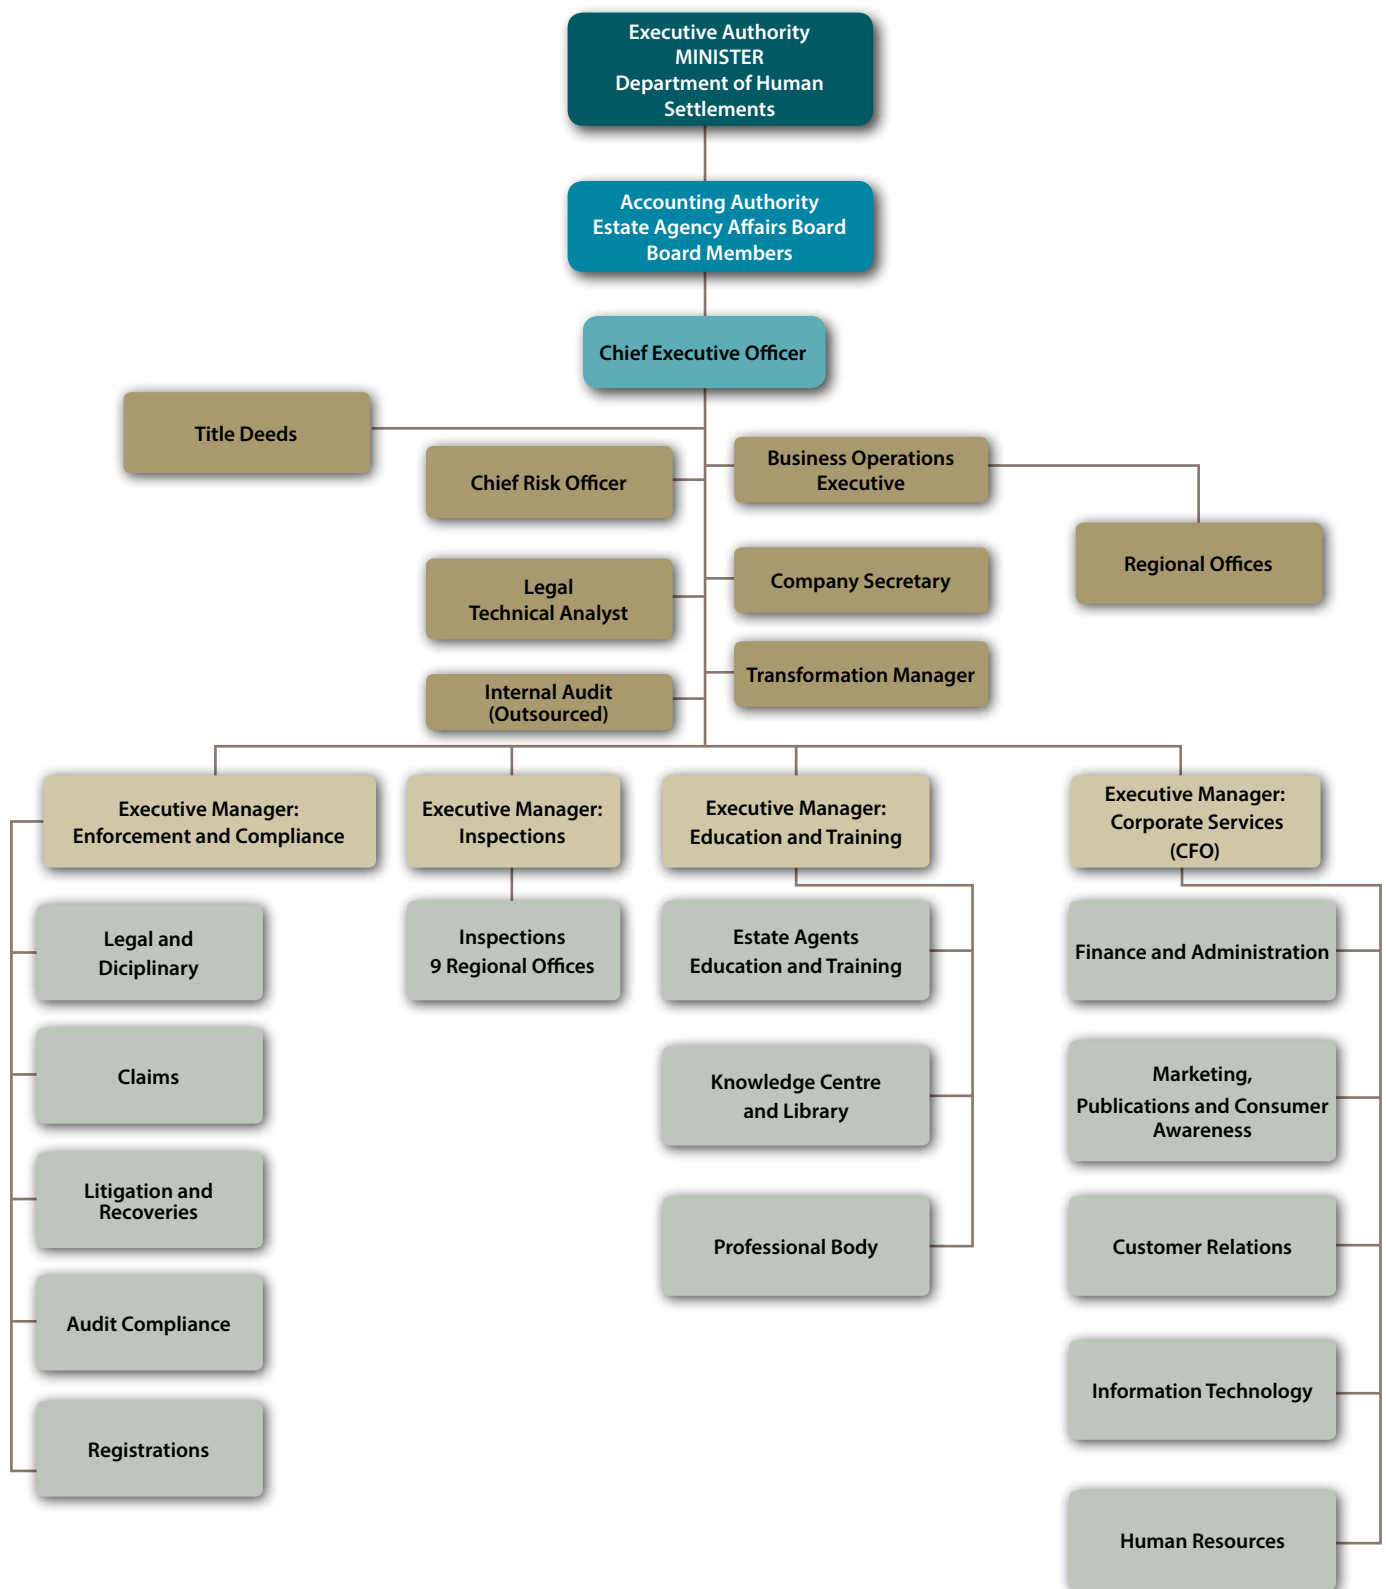 Executive Authority
MINISTER
Department of Human
Settlements
Accounting Authority
Estate Agency Affairs Board
Board Members
Chief Executive Officer
Title Deeds
Chief Risk Officer
Business Operations
Executive
Regional Offices
Legal
Technical Analyst
Company Secretary
Internal Audit
(Outsourced)
Transformation Manager
Executive Manager:
Enforcement and Compliance
Executive Manager:
Inspections
Executive Manager:
Education and Training
Executive Manager:
Corporate Services
(CFO)
Legal and
Diciplinary
Claims
Litigation and
Recoveries
Audit Compliance
Registrations
Inspections
9 Regional Offices
Estate Agents
Education and Training
Knowledge Centre
and Library
Professional Body
Finance and Administration
Marketing,
Publications and Consumer
Awareness
Customer Relations
Information Technology
Human Resources